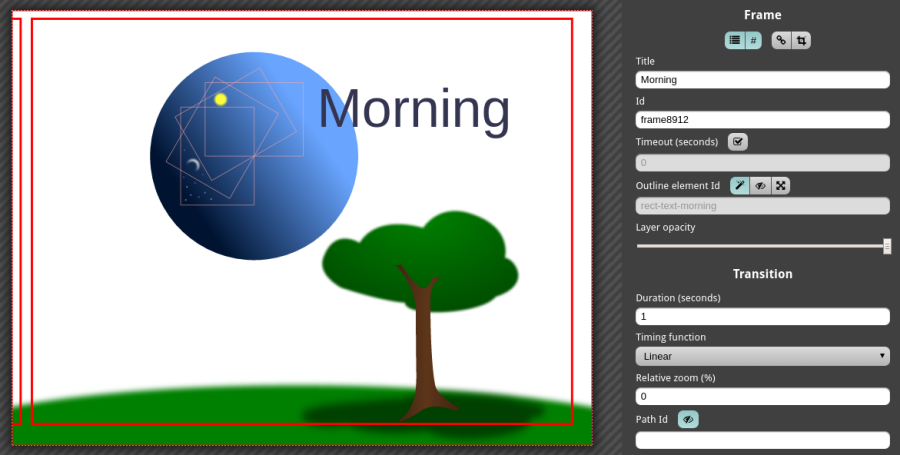 Morning
Frame
#
Title
Morning
Id
frame8912
Timeout (seconds)
0
Outline element Id
rect-text-morning
Layer opacity
Transition
Duration (seconds)
1
Timing function
Linear
Relative zoom (%)
0
Path Id